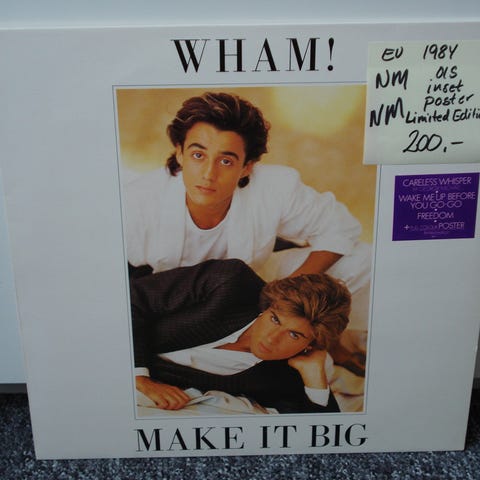 WHAM!
EU 1984
NM OIS
inset
NM poster
Limited Edition
200,-
CARELESS WHISPER
WAKE ME UP BEFORE
YOU GO-GO
FREEDOM
POSTER
MAKE IT BIG